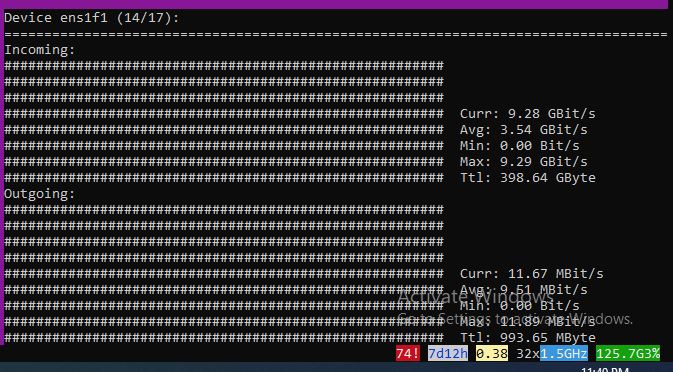 Device ens1f1 (14/17):
===================================================================================
Incoming:
#######################################################
#######################################################
#######################################################
####################################################### Curr: 9.28 GBit/s
####################################################### Avg: 3.54 GBit/s
####################################################### Min: 0.00 Bit/s
####################################################### Max: 9.29 GBit/s
####################################################### Ttl: 398.64 GByte
Outgoing:
#######################################################
#######################################################
#######################################################
#######################################################
####################################################### Curr: 11.67 MBit/s
####################################################### Avg: 9.51 MBit/s
####################################################### Min: 0.00 Bit/s
####################################################### Max: 11.89 MBit/s
####################################################### Ttl: 993.65 MByte
Activate Windows
Go to Settings to activate Windows.
74! 7d12h 0.38 32x1.5GHz 125.7G3%
11:40 PM